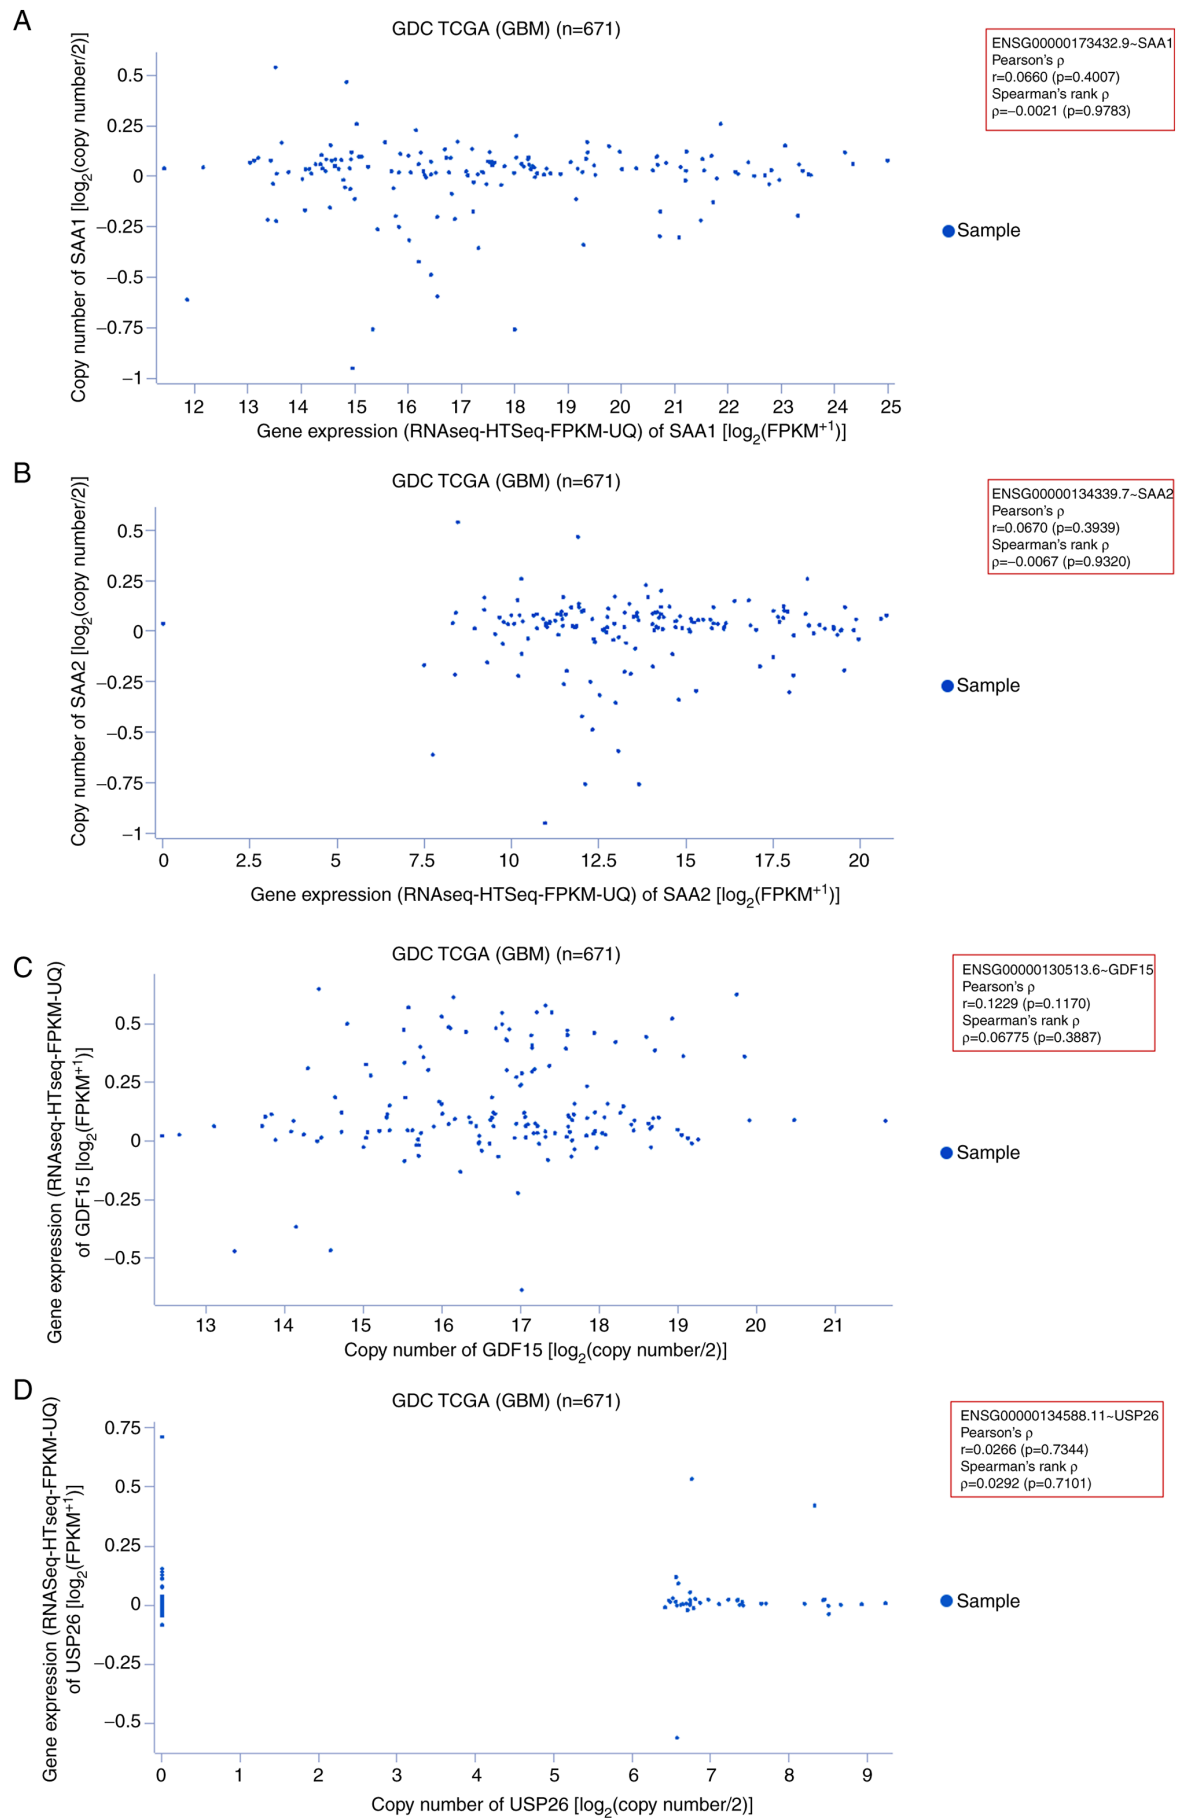 A
GDC TCGA (GBM) (n=671)
Copy number of SAA1 [log2(copy number/2)]
0.5
0.25
0
−0.25
−0.5
−0.75
−1
12 13 14 15 16 17 18 19 20 21 22 23 24 25
Gene expression (RNAseq-HTSeq-FPKM-UQ) of SAA1 [log2(FPKM+1)]
ENSG00000173432.9~SAA1
Pearson's ρ
r=0.0660 (p=0.4007)
Spearman's rank ρ
ρ=−0.0021 (p=0.9783)
Sample
B
GDC TCGA (GBM) (n=671)
Copy number of SAA2 [log2(copy number/2)]
0.5
0.25
0
−0.25
−0.5
−0.75
−1
0 2.5 5 7.5 10 12.5 15 17.5 20
Gene expression (RNAseq-HTSeq-FPKM-UQ) of SAA2 [log2(FPKM+1)]
ENSG00000134339.7~SAA2
Pearson's ρ
r=0.0670 (p=0.3939)
Spearman's rank ρ
ρ=−0.0067 (p=0.9320)
Sample
C
GDC TCGA (GBM) (n=671)
Gene expression (RNAseq-HTseq-FPKM-UQ)
of GDF15 [log2(FPKM+1)]
0.5
0.25
0
−0.25
−0.5
13 14 15 16 17 18 19 20 21
Copy number of GDF15 [log2(copy number/2)]
ENSG00000130513.6~GDF15
Pearson's ρ
r=0.1229 (p=0.1170)
Spearman's rank ρ
ρ=0.06775 (p=0.3887)
Sample
D
GDC TCGA (GBM) (n=671)
Gene expression (RNASeq-HTseq-FPKM-UQ)
of USP26 [log2(FPKM+1)]
0.75
0.5
0.25
0
−0.25
−0.5
0 1 2 3 4 5 6 7 8 9
Copy number of USP26 [log2(copy number/2)]
ENSG00000134588.11~USP26
Pearson's ρ
r=0.0266 (p=0.7344)
Spearman's rank ρ
ρ=0.0292 (p=0.7101)
Sample